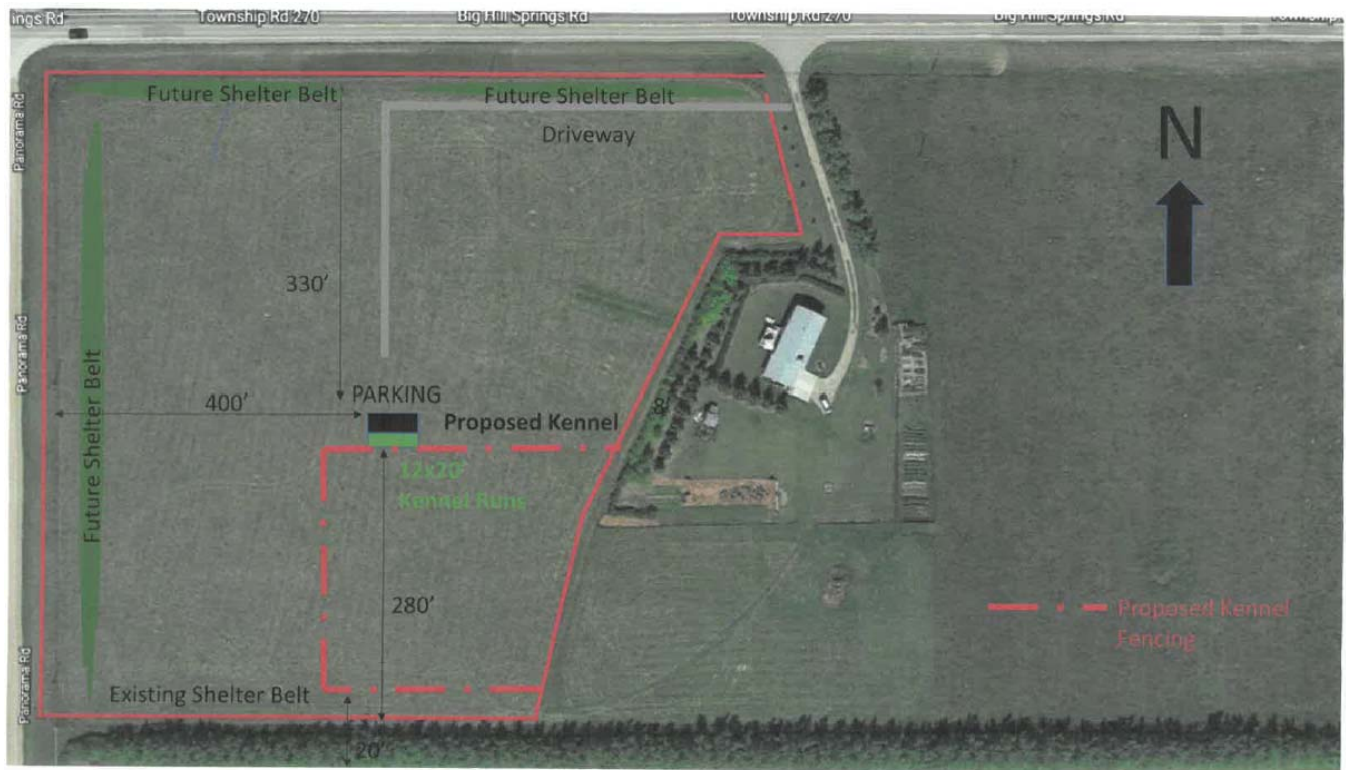 ings Rd
Township Rd 270
Big Hill Springs Rd
Township Rd 270
Big Hill Springs Rd
Township
Future Shelter Belt
Future Shelter Belt
Driveway
N
Panorama Rd
330'
Panorama Rd
Future Shelter Belt
400'
PARKING
Proposed Kennel
12x20'
Kennel Runs
280'
Proposed Kennel
Fencing
Panorama Rd
Existing Shelter Belt
20'